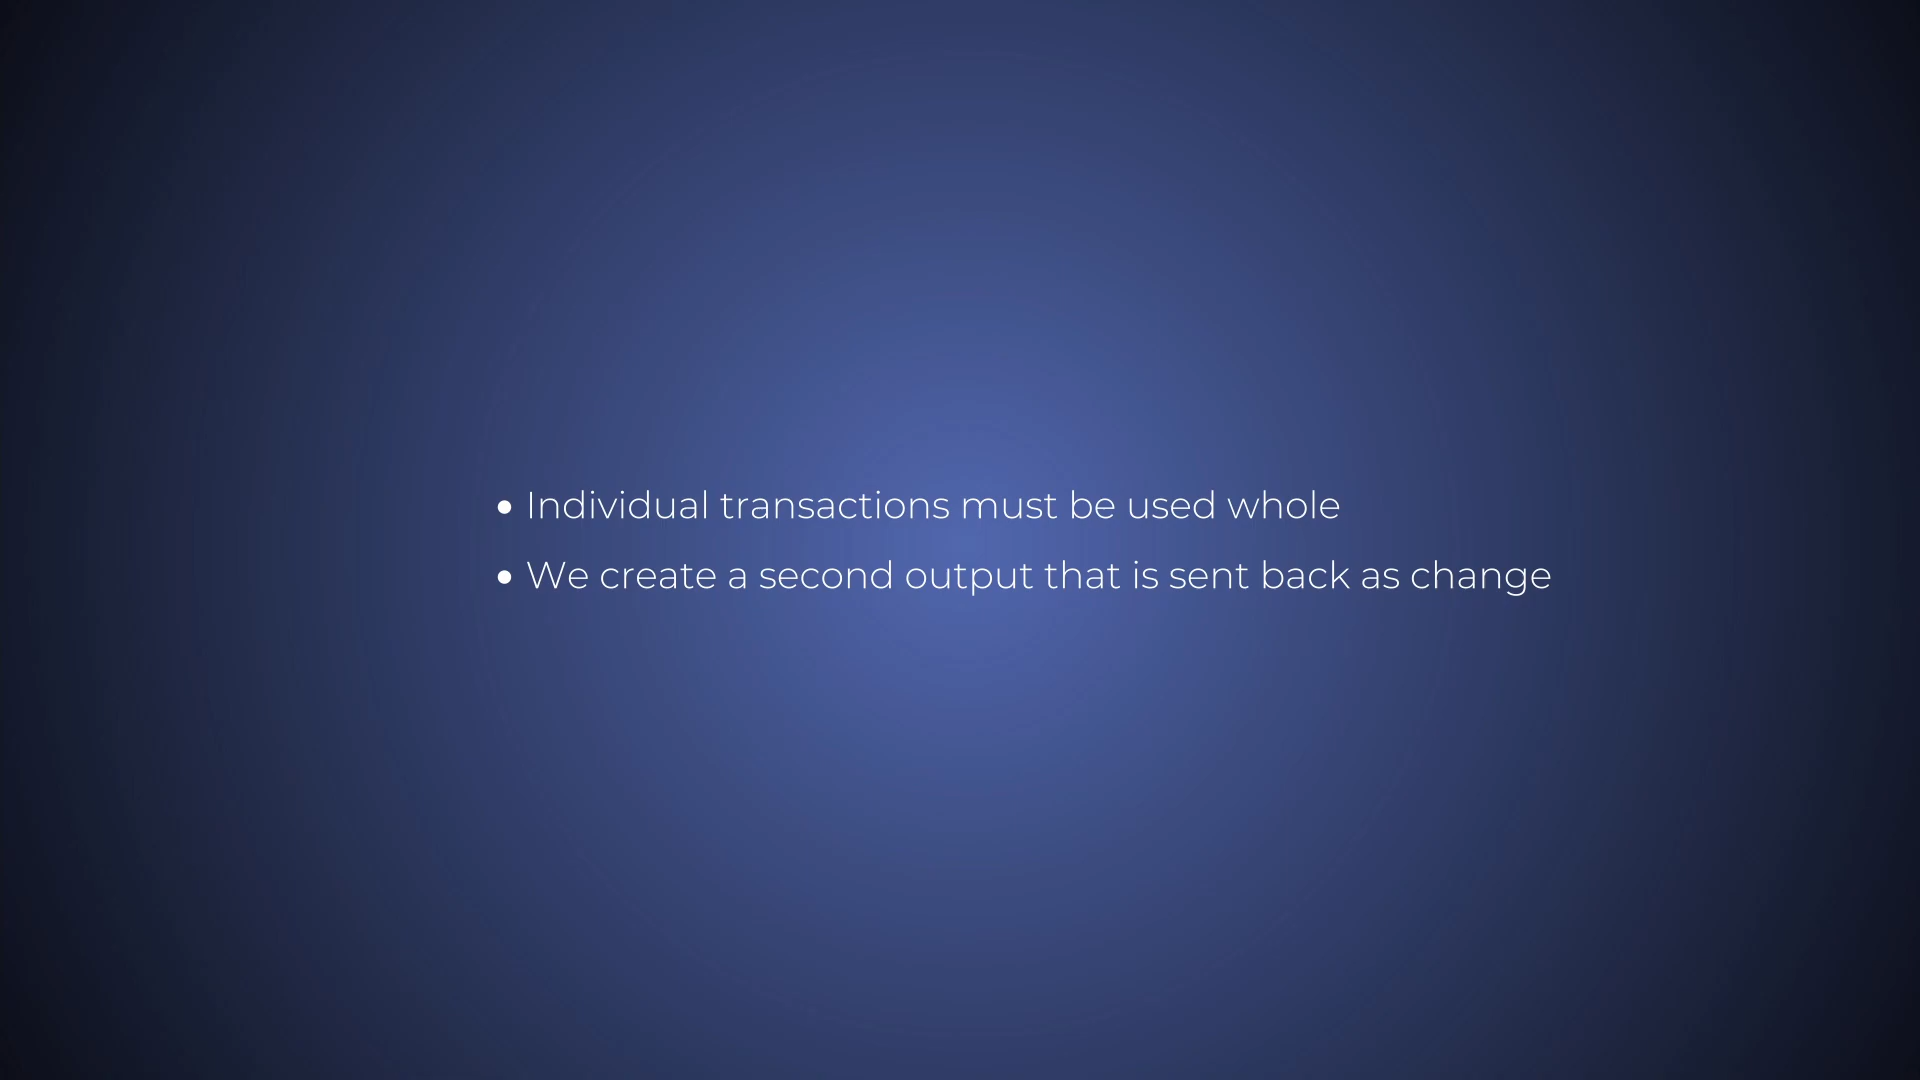 • Individual transactions must be used whole
• We create a second output that is sent back as change